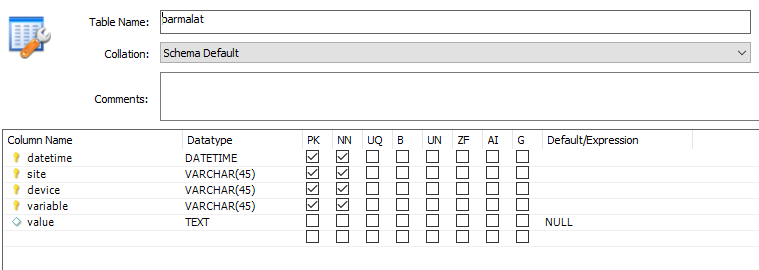 Table Name: barmalat
Collation: Schema Default
Comments:
Column Name Datatype PK NN UQ B UN ZF AI G Default/Expression
datetime DATETIME
site VARCHAR(45)
device VARCHAR(45)
variable VARCHAR(45)
value TEXT NULL